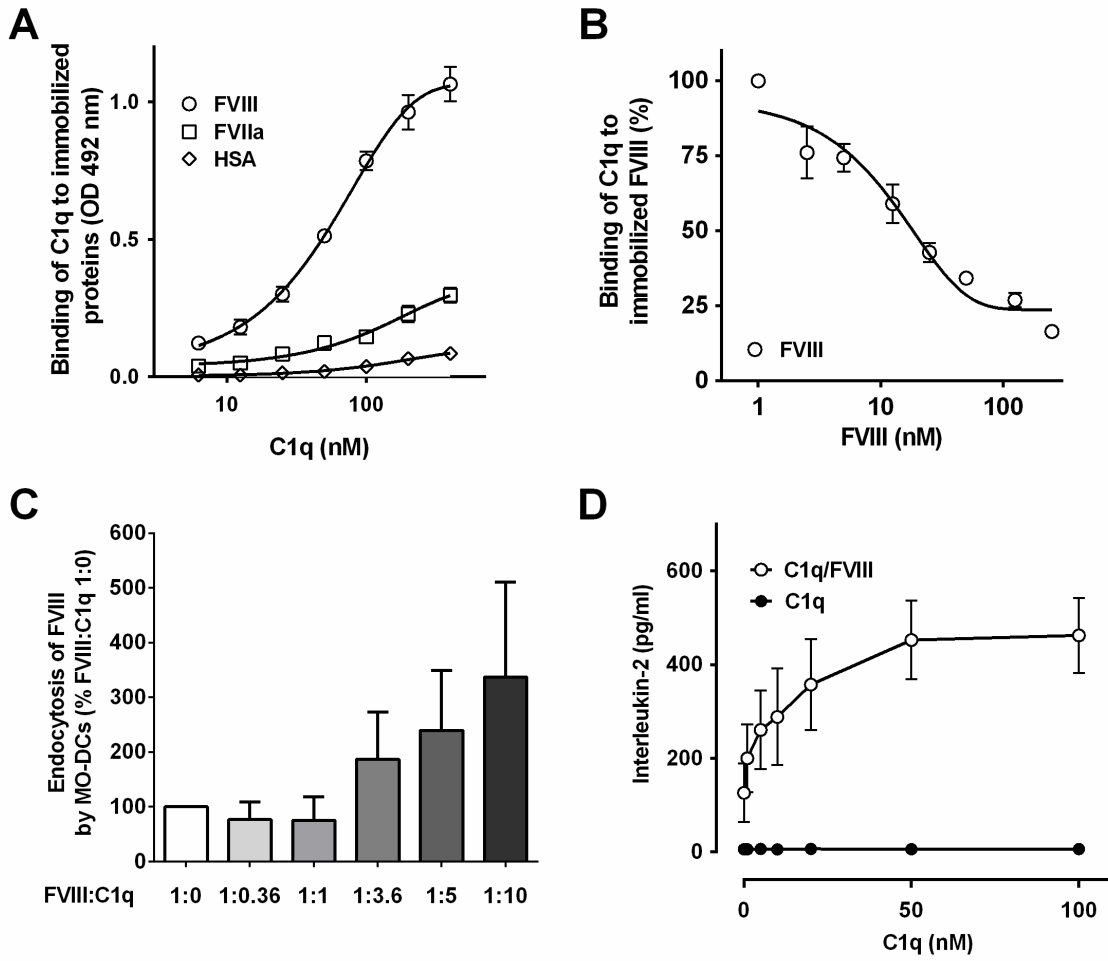 A
Binding of C1q to immobilized
proteins (OD 492 nm)
1.0
0.5
0.0
FVIII
FVIIa
HSA
10
100
C1q (nM)
B
Binding of C1q to
immobilized FVIII (%)
100
75
50
25
0
FVIII
1
10
100
FVIII (nM)
C
Endocytosis of FVIII
by MO-DCs (% FVIII:C1q 1:0)
600
500
400
300
200
100
0
FVIII:C1q 1:0 1:0.36 1:1 1:3.6 1:5 1:10
D
Interleukin-2 (pg/ml)
600
400
200
0
C1q/FVIII
C1q
0
50
100
C1q (nM)